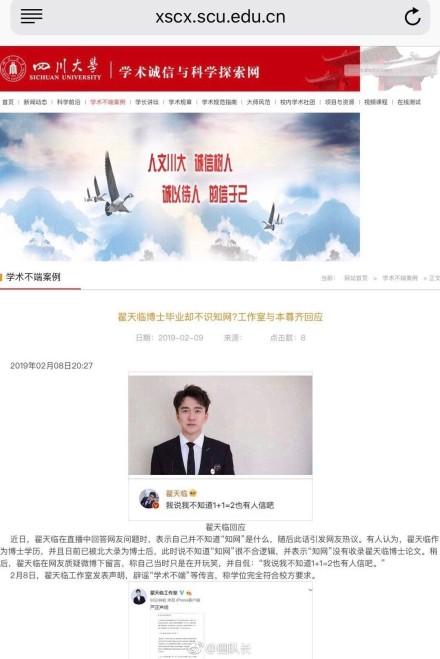 xscx.scu.edu.cn
四川大學
SICHUAN UNIVERSITY
学术诚信与科学探索网
首页 | 新闻动态 | 科学前沿 | 学术不端案例 | 学长讲坛 | 学术规章 | 学术规范指南 | 大师风范 | 校内学术社团 | 项目与资源 | 视频课程 | 在线测试
人文川大 诚信树人
诚以待人 的信于己
学术不端案例
当前： 网站首页 > 学术不端案例 > 正文
翟天临博士毕业却不识知网?工作室与本尊齐回应
日期：2019-02-09 来源： 点击数：8
2019年02月08日20:27
翟天临
我说我不知道1+1=2也有人信吧
翟天临回应
近日，翟天临在直播中回答网友问题时，表示自己并不知道“知网”是什么，随后此话引发网友热议。有人认为，翟天临作
为博士学历，并且日前已被北大录为博士后，此时说不知道“知网”很不合逻辑，并表示“知网”没有收录翟天临博士论文。稍
后，翟天临在网友质疑微博下留言，称自己当时只是在开玩笑，并自侃：“我说我不知道1+1=2也有人信吧。”
2月8日，翟天临工作室发表声明，辟谣“学术不端”等传言，称学位完全符合校方要求。
翟天临工作室
严正声明